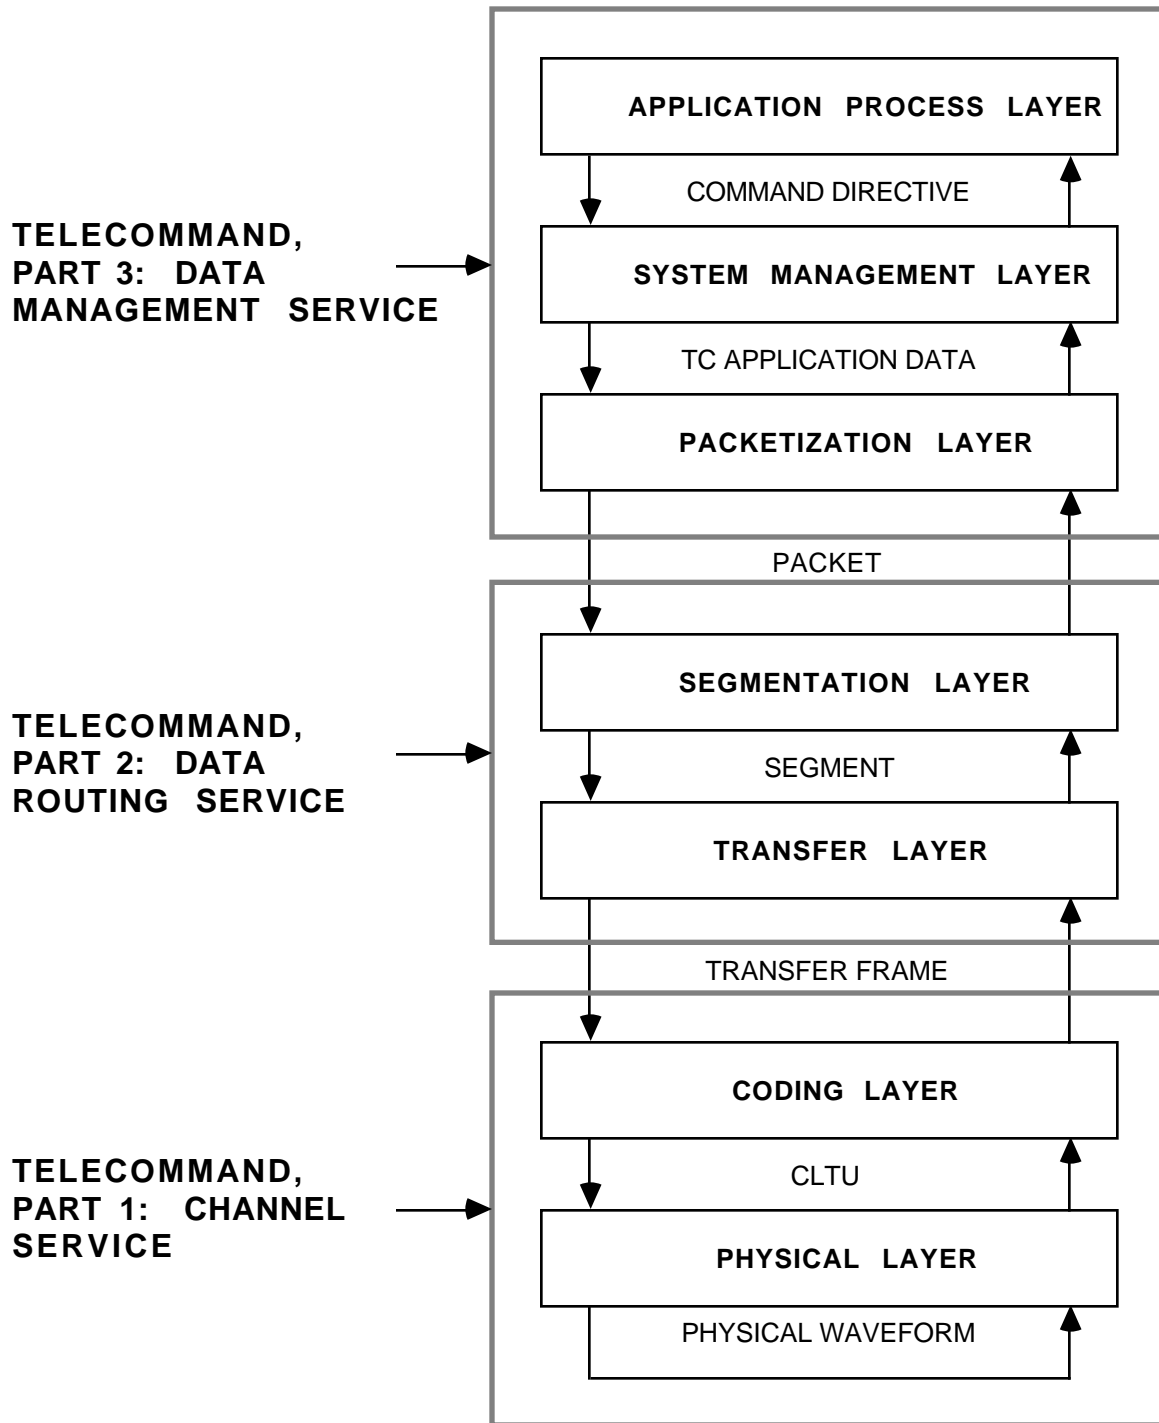 APPLICATION PROCESS LAYER
COMMAND DIRECTIVE
TELECOMMAND,
PART 3: DATA
MANAGEMENT SERVICE
SYSTEM MANAGEMENT LAYER
TC APPLICATION DATA
PACKETIZATION LAYER
PACKET
SEGMENTATION LAYER
TELECOMMAND,
PART 2: DATA
ROUTING SERVICE
SEGMENT
TRANSFER LAYER
TRANSFER FRAME
CODING LAYER
TELECOMMAND,
PART 1: CHANNEL
SERVICE
CLTU
PHYSICAL LAYER
PHYSICAL WAVEFORM